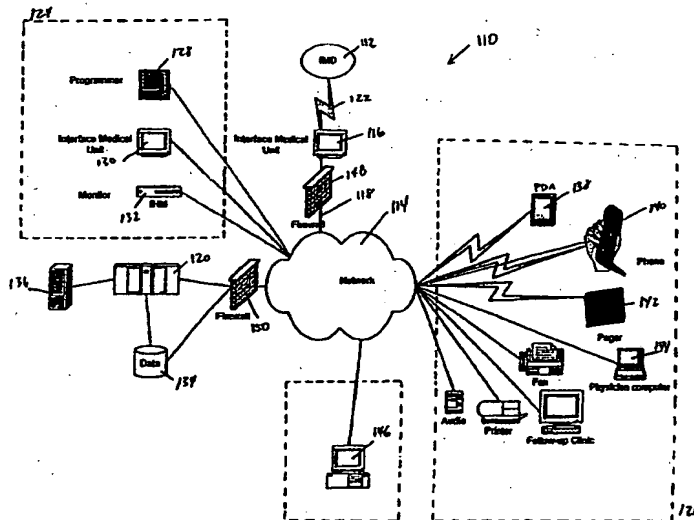 124
128
Programmer
Interface Medical
Unit
130
Monitor
132
IHM
IMD
112
110
122
Interface Medical
Unit
116
148
118
Firewall
114
Network
136
120
Firewall
150
Data
134
146
PDA
138
140
Phone
142
Pager
144
Physician computer
Fax
Audio
Printer
Follow-up Clinic